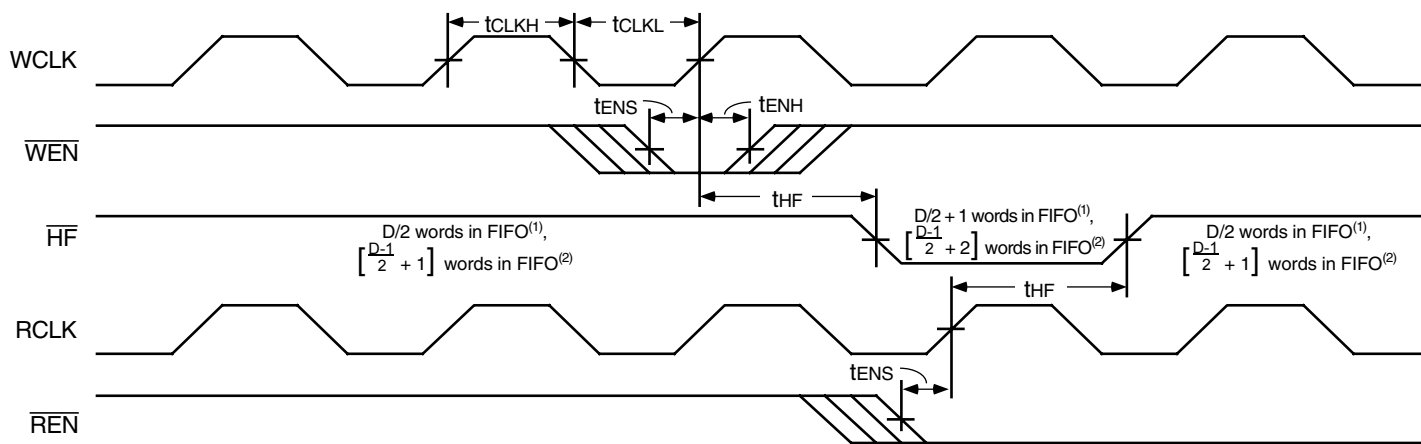 tCLKH
tCLKL
WCLK
tENS
tENH
WEN
tHF
HF
D/2 words in FIFO(1),
[D-1/2 + 1] words in FIFO(2)
D/2 + 1 words in FIFO(1),
[D-1/2 + 2] words in FIFO(2)
D/2 words in FIFO(1),
[D-1/2 + 1] words in FIFO(2)
tHF
RCLK
tENS
REN